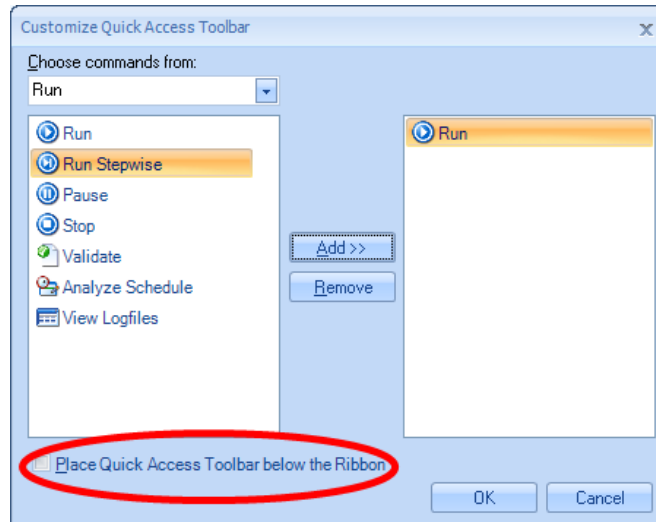 Customize Quick Access Toolbar
x
Choose commands from:
Run
Run
Run Stepwise
Pause
Stop
Validate
Analyze Schedule
View Logfiles
Add >>
Remove
Run
Place Quick Access Toolbar below the Ribbon
OK
Cancel